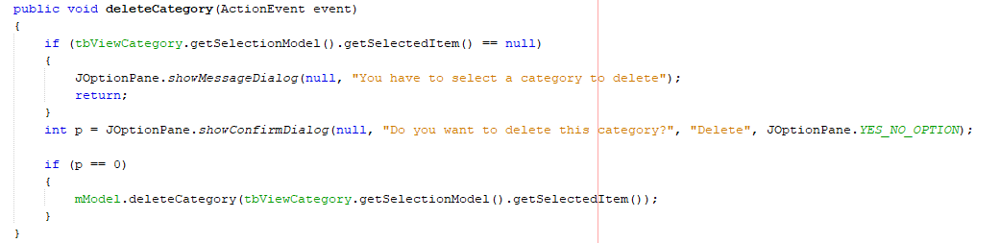 public void deleteCategory(ActionEvent event)
{
    if (tbViewCategory.getSelectionModel().getSelectedItem() == null)
    {
        JOptionPane.showMessageDialog(null, "You have to select a category to delete");
        return;
    }
    int p = JOptionPane.showConfirmDialog(null, "Do you want to delete this category?", "Delete", JOptionPane.YES_NO_OPTION);

    if (p == 0)
    {
        mModel.deleteCategory(tbViewCategory.getSelectionModel().getSelectedItem());
    }
}